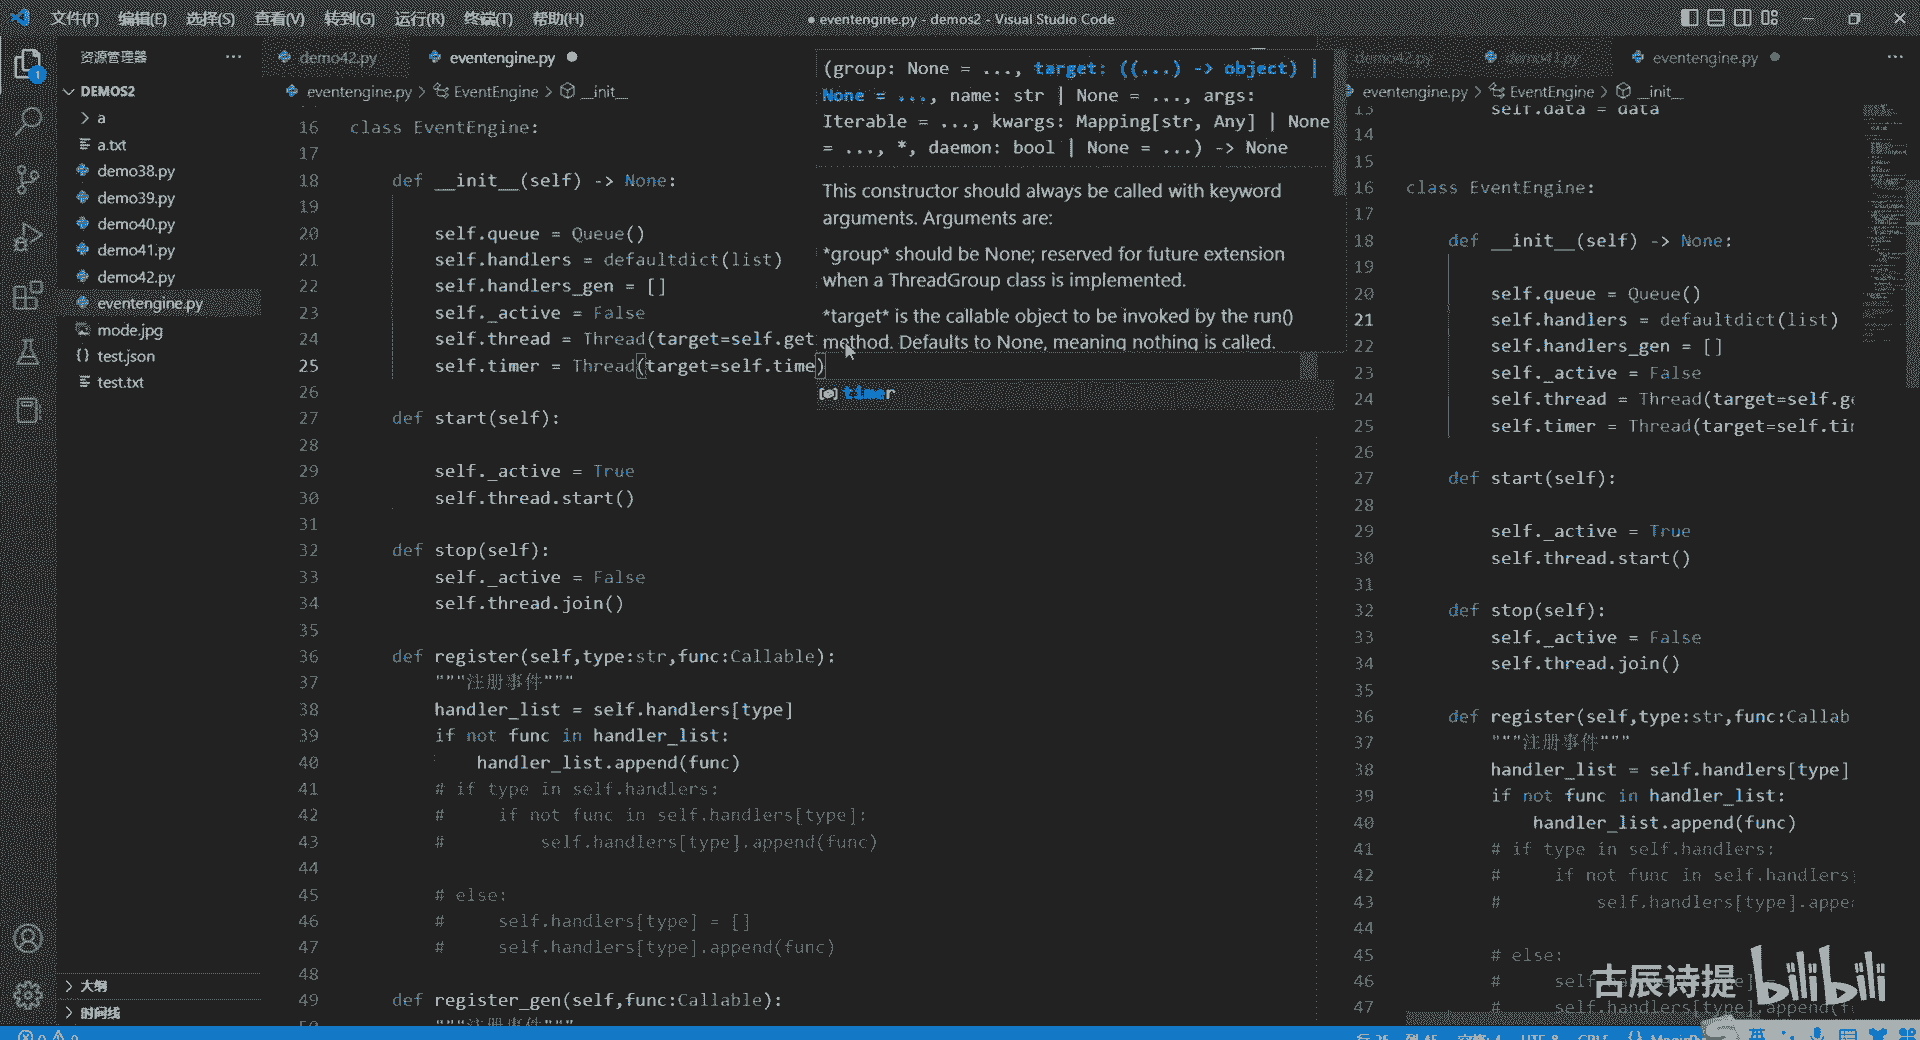 文件(F) 编辑(E) 选择(S) 查看(V) 转到(G) 运行(R) 终端(T) 帮助(H)
● eventengine.py - demos2 - Visual Studio Code
资源管理器
DEMOS2
a
a.txt
demo38.py
demo39.py
demo40.py
demo41.py
demo42.py
eventengine.py
mode.jpg
{} test.json
test.txt
大纲
时间线
1
demo42.py
eventengine.py ●
eventengine.py > EventEngine > __init__
16 class EventEngine:
17
18 def __init__(self) -> None:
19
20 self.queue = Queue()
21 self.handlers = defaultdict(list)
22 self.handlers_gen = []
23 self._active = False
24 self.thread = Thread(target=self.get
25 self.timer = Thread(target=self.time)
26
27 def start(self):
28
29 self._active = True
30 self.thread.start()
31
32 def stop(self):
33 self._active = False
34 self.thread.join()
35
36 def register(self,type:str,func:Callable):
37 """注册事件"""
38 handler_list = self.handlers[type]
39 if not func in handler_list:
40 handler_list.append(func)
41 # if type in self.handlers:
42 # if not func in self.handlers[type]:
43 # self.handlers[type].append(func)
44
45 # else:
46 # self.handlers[type] = []
47 # self.handlers[type].append(func)
48
49 def register_gen(self,func:Callable):
"""注册事件"""
(group: None = ..., target: ((...) -> object) |
None = ..., name: str | None = ..., args:
Iterable = ..., kwargs: Mapping[str, Any] | None
= ..., *, daemon: bool | None = ...) -> None
This constructor should always be called with keyword
arguments. Arguments are:
*group* should be None; reserved for future extension
when a ThreadGroup class is implemented.
*target* is the callable object to be invoked by the run()
method. Defaults to None, meaning nothing is called.
timer
demo42.py
demo41.py
eventengine.py ●
eventengine.py > EventEngine > __init__
13 self.data = data
14
15
16 class EventEngine:
17
18 def __init__(self) -> None:
19
20 self.queue = Queue()
21 self.handlers = defaultdict(list)
22 self.handlers_gen = []
23 self._active = False
24 self.thread = Thread(target=self.ge
25 self.timer = Thread(target=self.ti
26
27 def start(self):
28
29 self._active = True
30 self.thread.start()
31
32 def stop(self):
33 self._active = False
34 self.thread.join()
35
36 def register(self,type:str,func:Callab
37 """注册事件"""
38 handler_list = self.handlers[type]
39 if not func in handler_list:
40 handler_list.append(func)
41 # if type in self.handlers:
42 # if not func in self.handlers
43 # self.handlers[type].appe
44
45 # else:
46 # self
47 # self.handlers[type].append(f
古辰诗提 bilibili